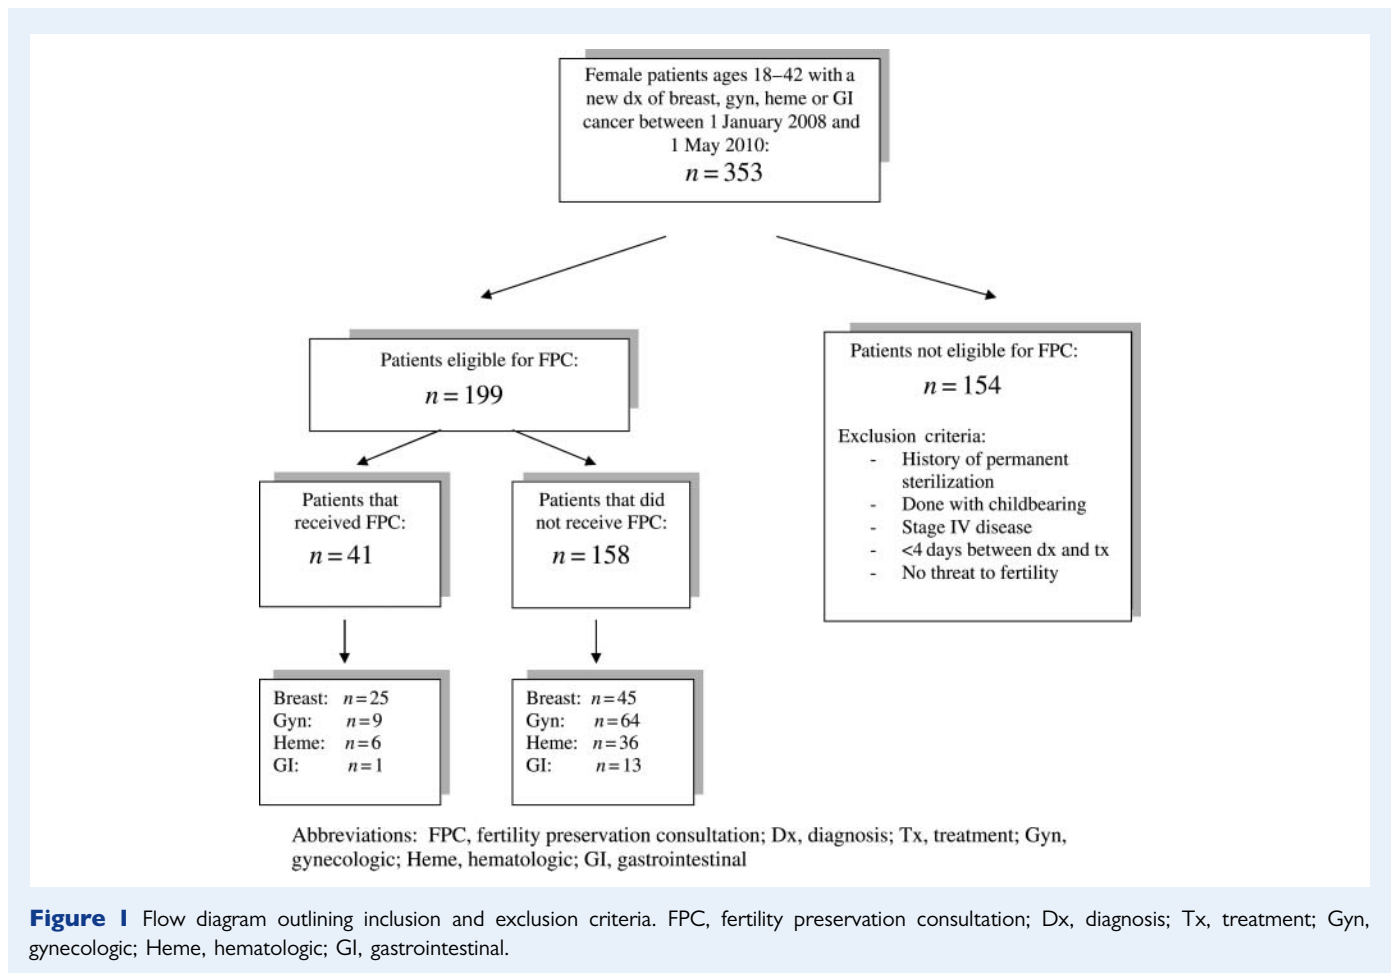 Female patients ages 18–42 with a
new dx of breast, gyn, heme or GI
cancer between 1 January 2008 and
1 May 2010:
n = 353
Patients eligible for FPC:
n = 199
Patients not eligible for FPC:
n = 154
Exclusion criteria:
- History of permanent
sterilization
- Done with childbearing
- Stage IV disease
- <4 days between dx and tx
- No threat to fertility
Patients that
received FPC:
n = 41
Patients that did
not receive FPC:
n = 158
Breast: n=25
Gyn: n=9
Heme: n=6
GI: n=1
Breast: n=45
Gyn: n=64
Heme: n=36
GI: n=13
Abbreviations: FPC, fertility preservation consultation; Dx, diagnosis; Tx, treatment; Gyn,
gynecologic; Heme, hematologic; GI, gastrointestinal
Figure 1 Flow diagram outlining inclusion and exclusion criteria. FPC, fertility preservation consultation; Dx, diagnosis; Tx, treatment; Gyn,
gynecologic; Heme, hematologic; GI, gastrointestinal.